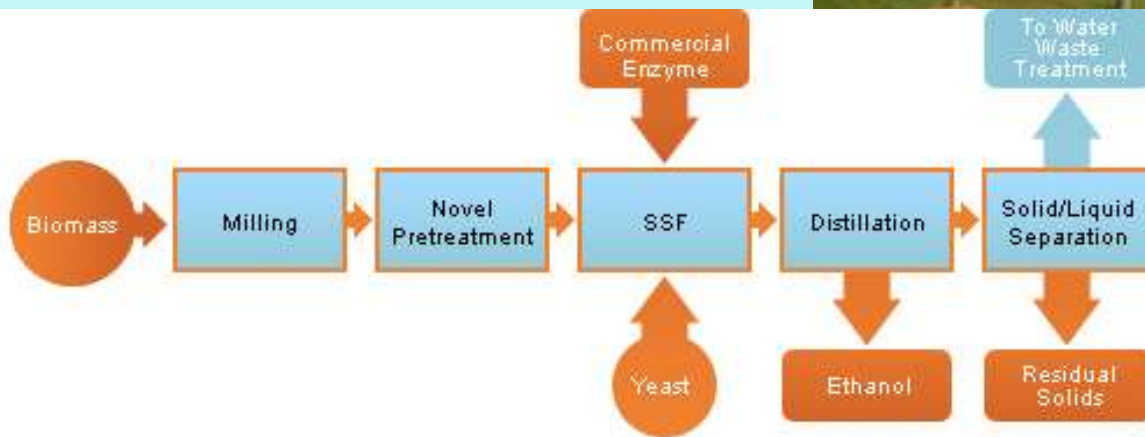 Commercial
Enzyme
To Water
Waste
Treatment
Biomass
Milling
Novel
Pretreatment
SSF
Distillation
Solid/Liquid
Separation
Yeast
Ethanol
Residual
Solids